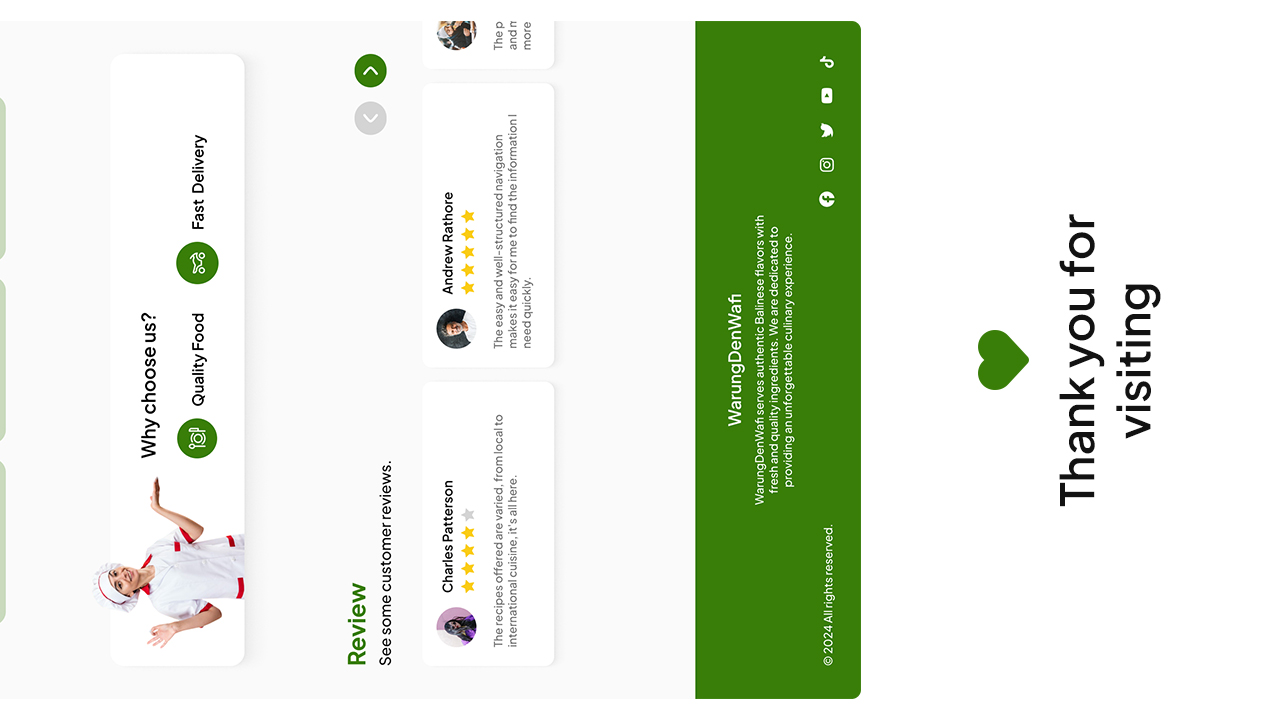 Why choose us?
Quality Food
Fast Delivery
Review
See some customer reviews.
Charles Patterson
The recipes offered are varied, from local to
international cuisine, it's all here.
Andrew Rathore
The easy and well-structured navigation
makes it easy for me to find the information I
need quickly.
The p
and m
more
WarungDenWafi
WarungDenWafi serves authentic Balinese flavors with
fresh and quality ingredients. We are dedicated to
providing an unforgettable culinary experience.
© 2024 All rights reserved.
Thank you for
visiting